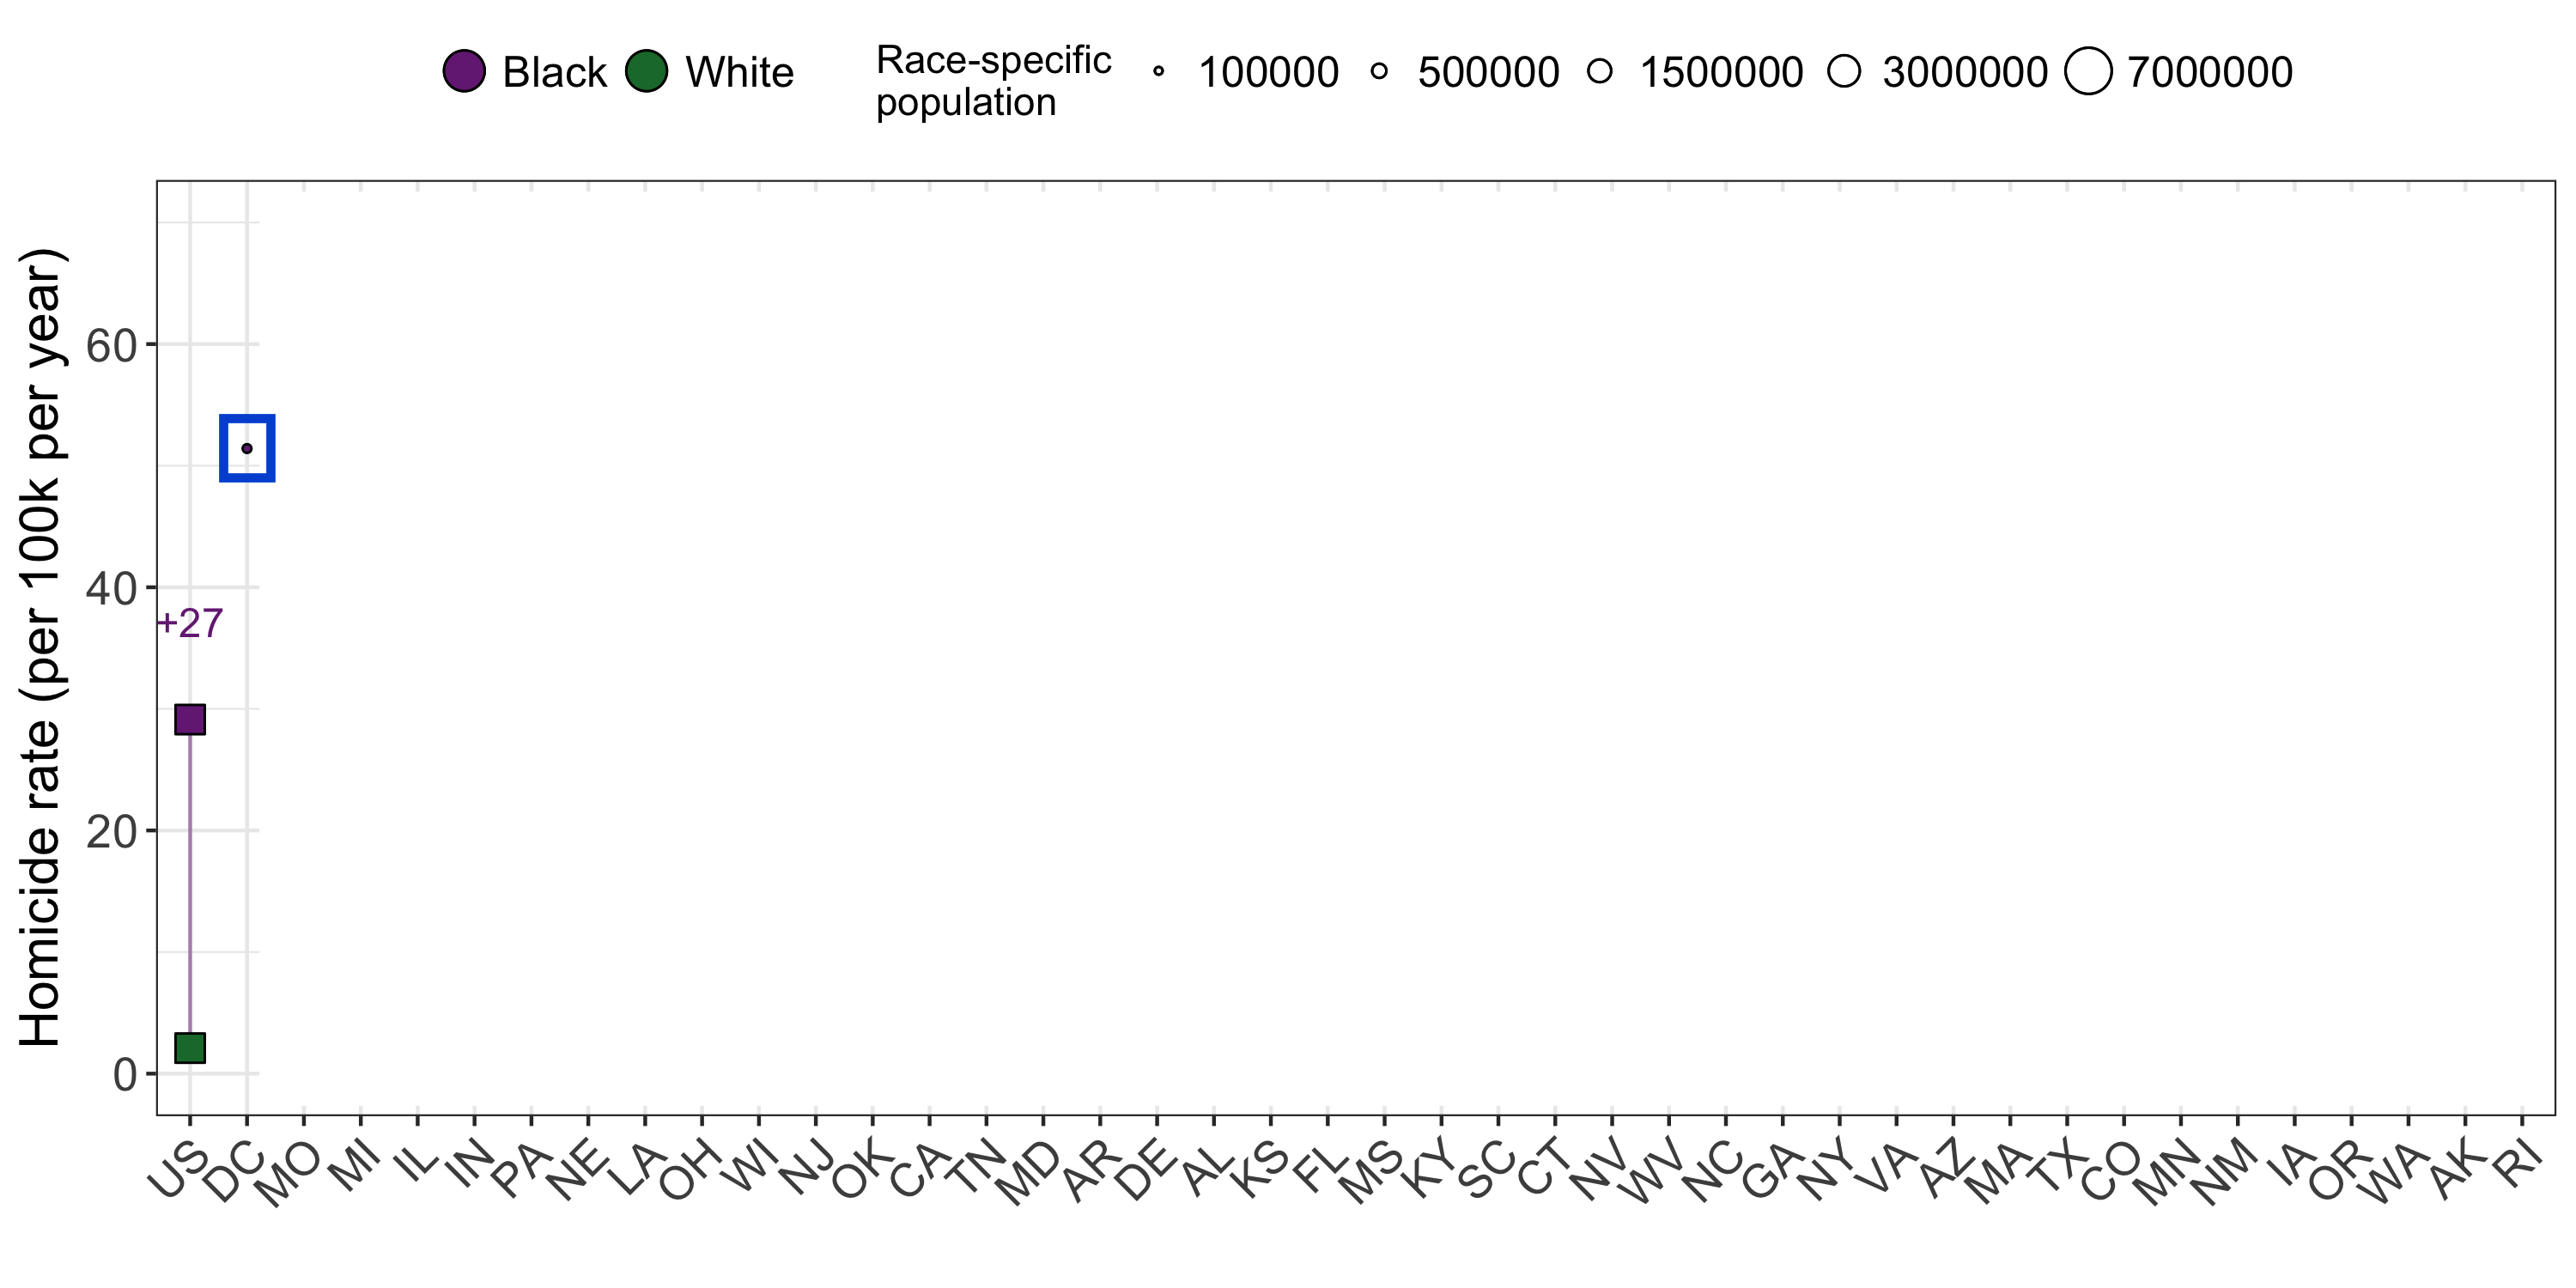 Black White Race-specific population 100000 500000 1500000 3000000 7000000
Homicide rate (per 100k per year)
60
40
+27
20
0
US DC MO MI IL IN PA NE LA OH WI NJ OK CA TN MD AR DE AL KS FL MS KY SC CT NV WV NC GA NY VA AZ MA TX CO MN NM IA OR WA AK RI